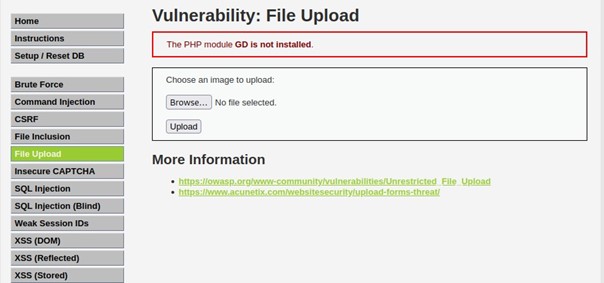 Home
Instructions
Setup / Reset DB
Brute Force
Command Injection
CSRF
File Inclusion
File Upload
Insecure CAPTCHA
SQL Injection
SQL Injection (Blind)
Weak Session IDs
XSS (DOM)
XSS (Reflected)
XSS (Stored)
Vulnerability: File Upload
The PHP module GD is not installed.
Choose an image to upload:
Browse... No file selected.
Upload
More Information
https://owasp.org/www-community/vulnerabilities/Unrestricted_File_Upload
https://www.acunetix.com/websitesecurity/upload-forms-threat/